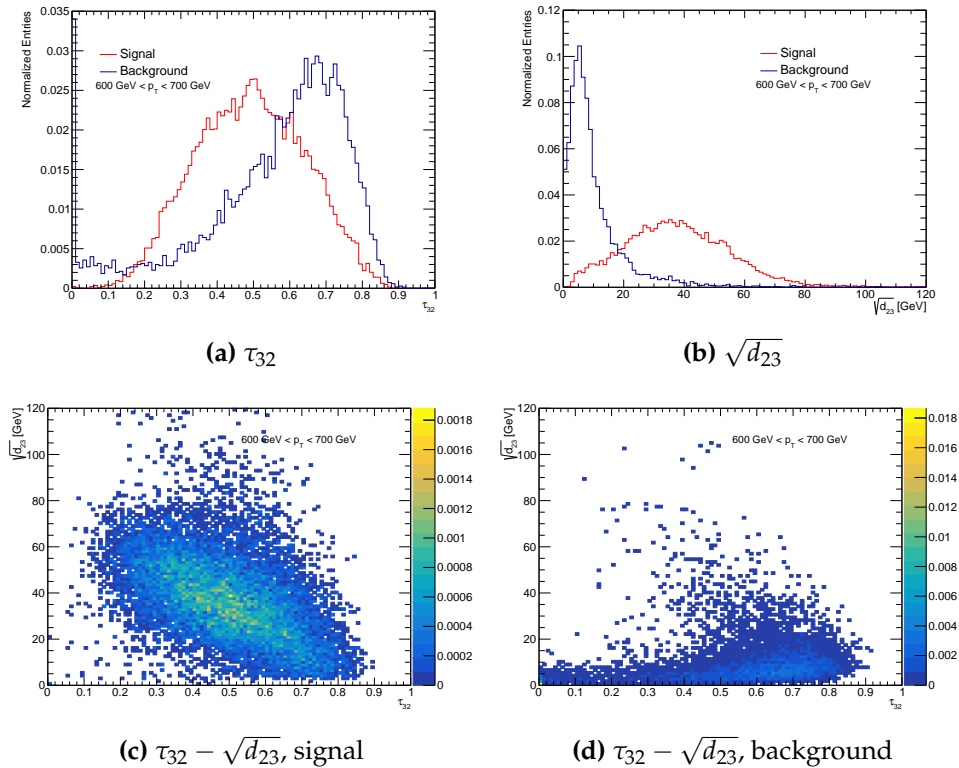 Normalized Entries
0.035
0.03
0.025
0.02
0.015
0.01
0.005
0
Signal
Background
600 GeV < p_T < 700 GeV
0 0.1 0.2 0.3 0.4 0.5 0.6 0.7 0.8 0.9 1
τ_32
(a) τ_32
Normalized Entries
0.12
0.1
0.08
0.06
0.04
0.02
0
Signal
Background
600 GeV < p_T < 700 GeV
0 20 40 60 80 100 120
√d_23 [GeV]
(b) √d_23
√d_23 [GeV]
120
100
80
60
40
20
0
600 GeV < p_T < 700 GeV
0 0.1 0.2 0.3 0.4 0.5 0.6 0.7 0.8 0.9 1
τ_32
0.0018
0.0016
0.0014
0.0012
0.001
0.0008
0.0006
0.0004
0.0002
0
(c) τ_32 − √d_23, signal
√d_23 [GeV]
120
100
80
60
40
20
0
600 GeV < p_T < 700 GeV
0 0.1 0.2 0.3 0.4 0.5 0.6 0.7 0.8 0.9 1
τ_32
0.018
0.016
0.014
0.012
0.01
0.008
0.006
0.004
0.002
0
(d) τ_32 − √d_23, background